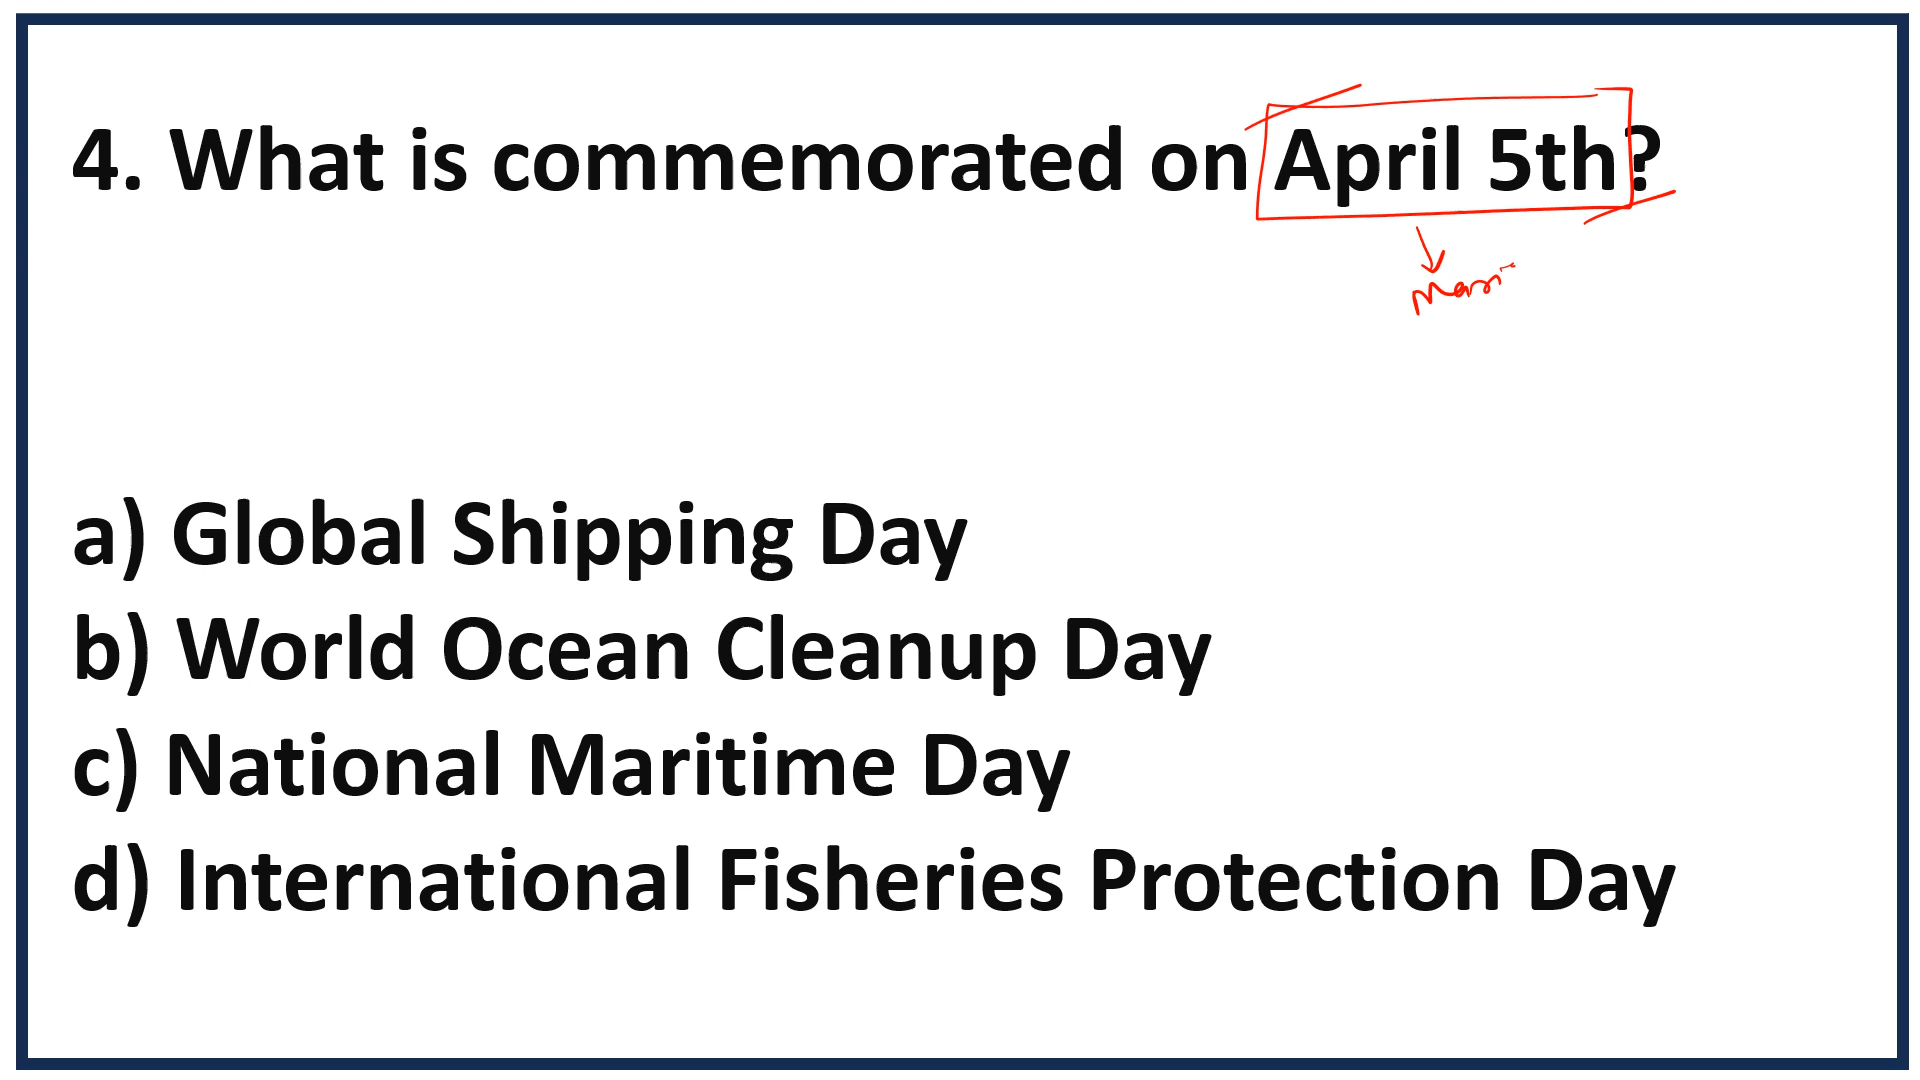 4. What is commemorated on April 5th?
Mari
a) Global Shipping Day
b) World Ocean Cleanup Day
c) National Maritime Day
d) International Fisheries Protection Day